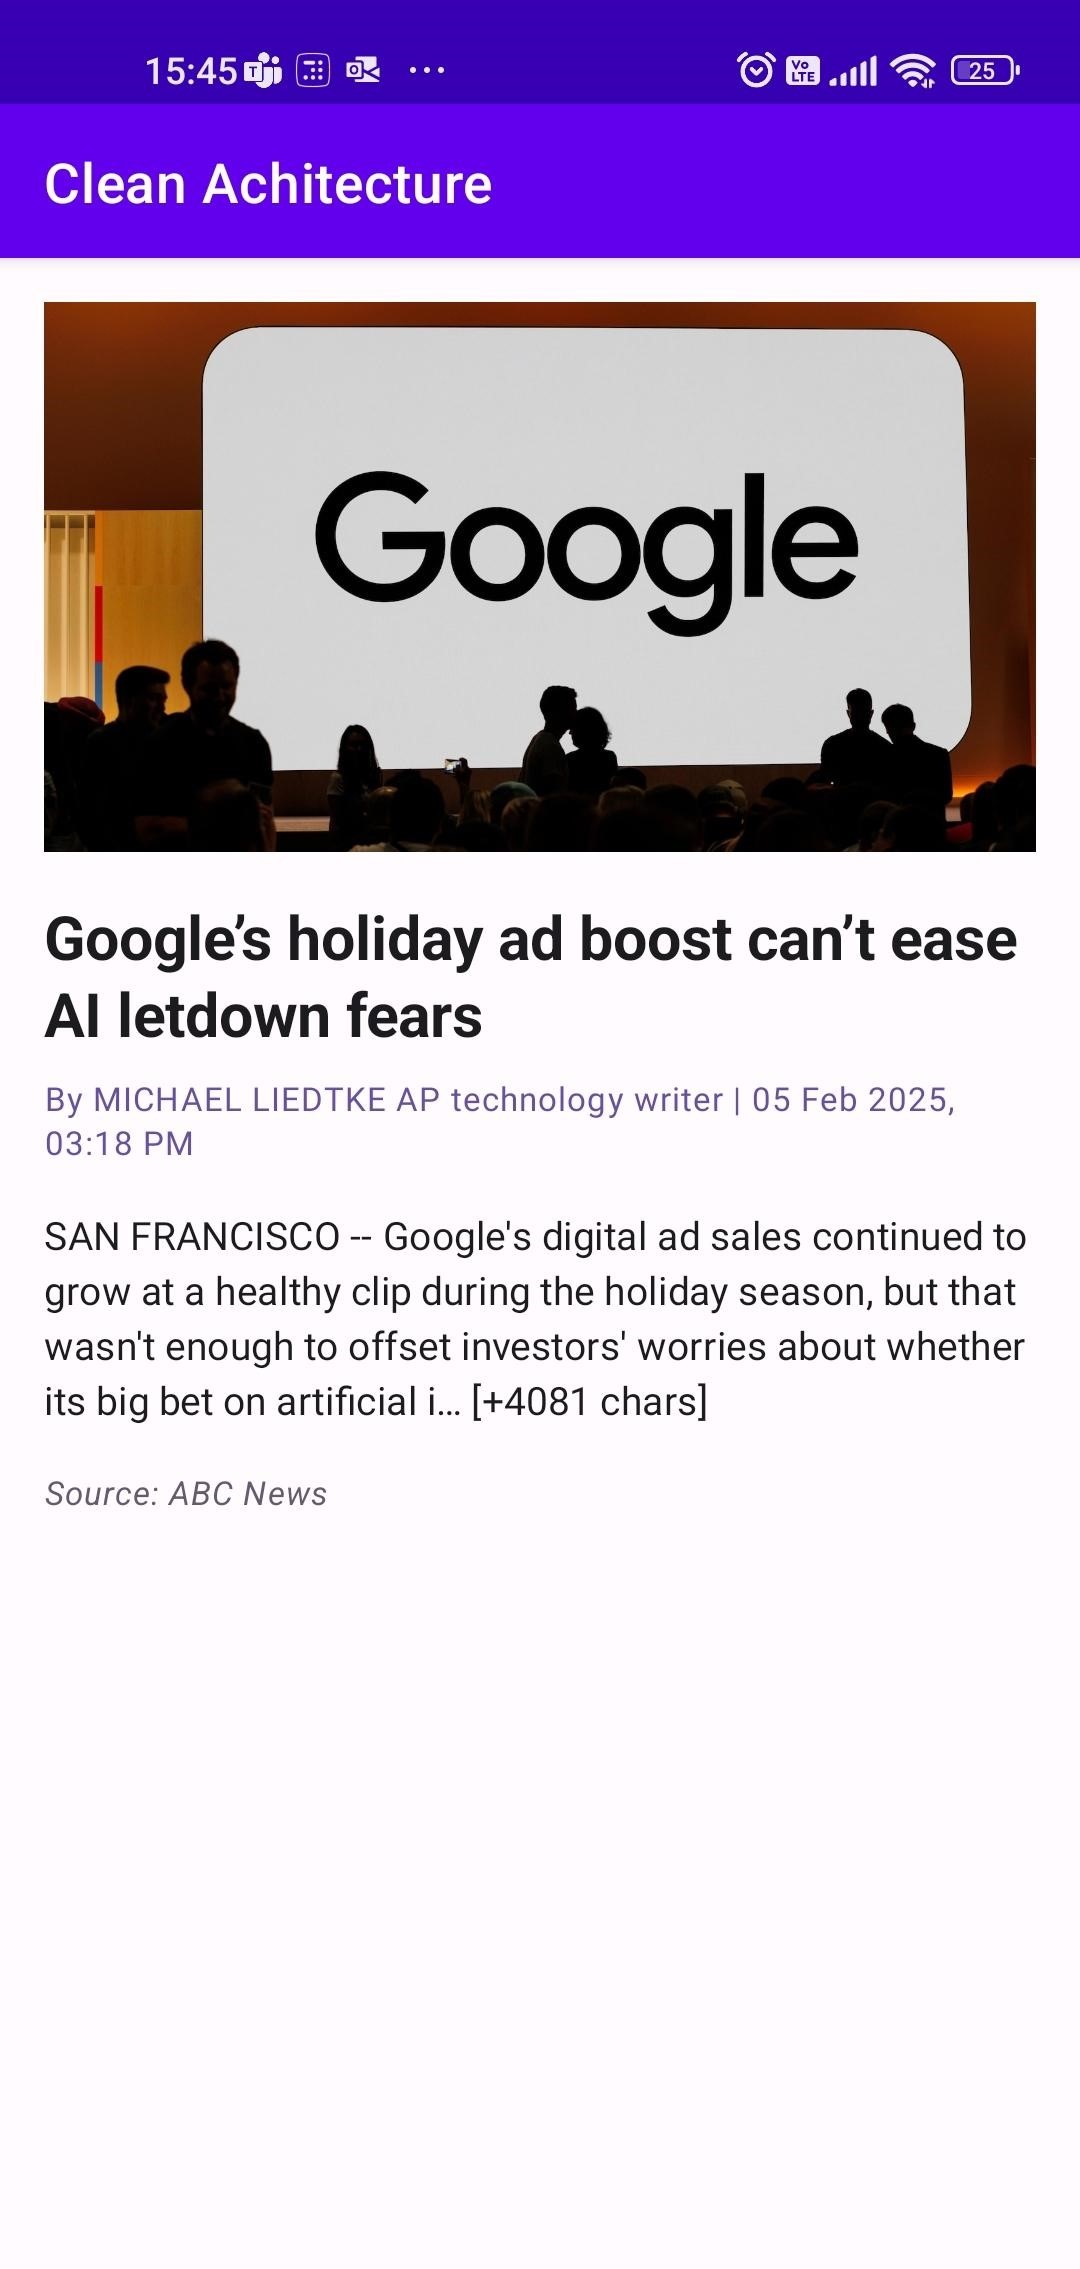 15:45
Vo
LTE
25
Clean Achitecture
Google
Google’s holiday ad boost can’t ease
AI letdown fears
By MICHAEL LIEDTKE AP technology writer | 05 Feb 2025,
03:18 PM
SAN FRANCISCO -- Google's digital ad sales continued to
grow at a healthy clip during the holiday season, but that
wasn't enough to offset investors' worries about whether
its big bet on artificial i… [+4081 chars]
Source: ABC News